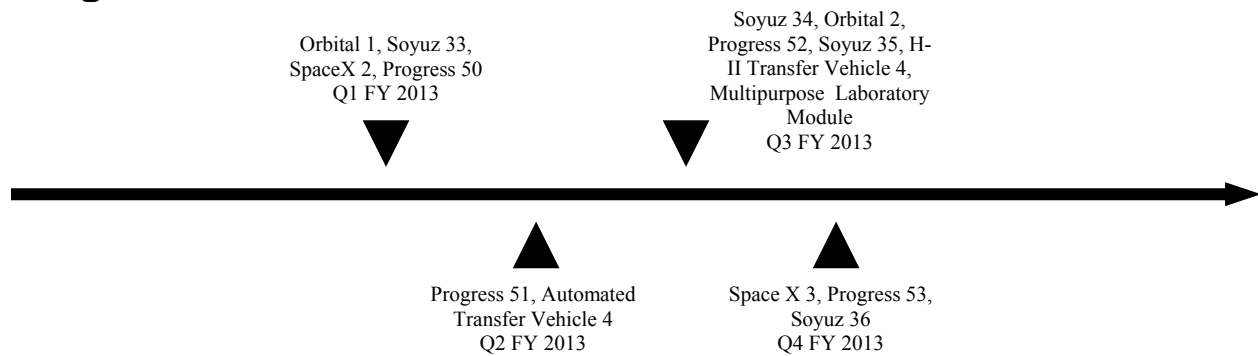 Orbital 1, Soyuz 33,
SpaceX 2, Progress 50
Q1 FY 2013
Soyuz 34, Orbital 2,
Progress 52, Soyuz 35, H-
II Transfer Vehicle 4,
Multipurpose Laboratory
Module
Q3 FY 2013
Progress 51, Automated
Transfer Vehicle 4
Q2 FY 2013
Space X 3, Progress 53,
Soyuz 36
Q4 FY 2013